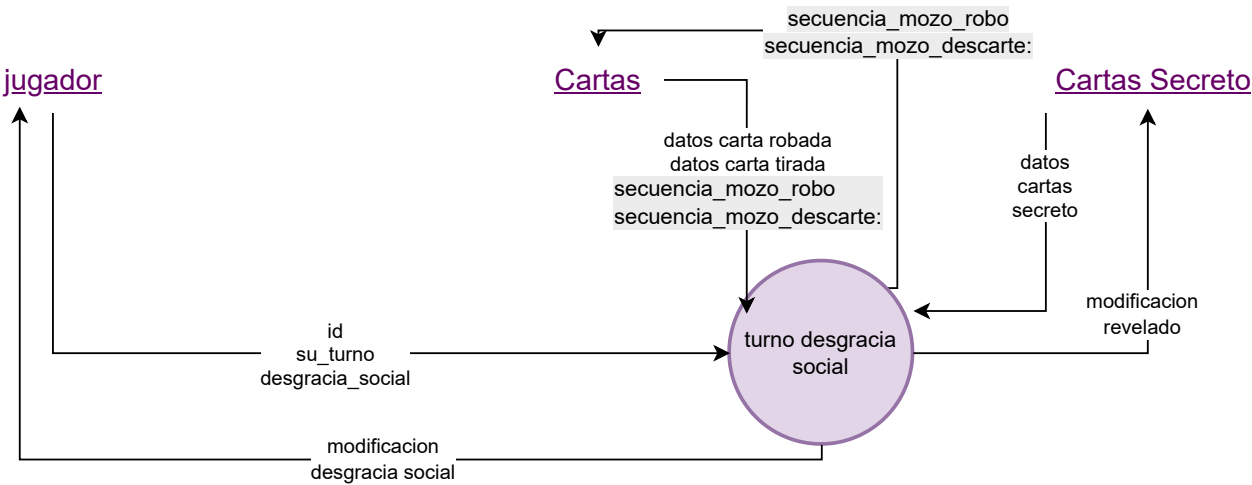 secuencia_mozo_robo
secuencia_mozo_descarte:
jugador
Cartas
Cartas Secreto
datos carta robada
datos carta tirada
secuencia_mozo_robo
secuencia_mozo_descarte:
datos
cartas
secreto
modificacion
revelado
id
su_turno
desgracia_social
turno desgracia
social
modificacion
desgracia social